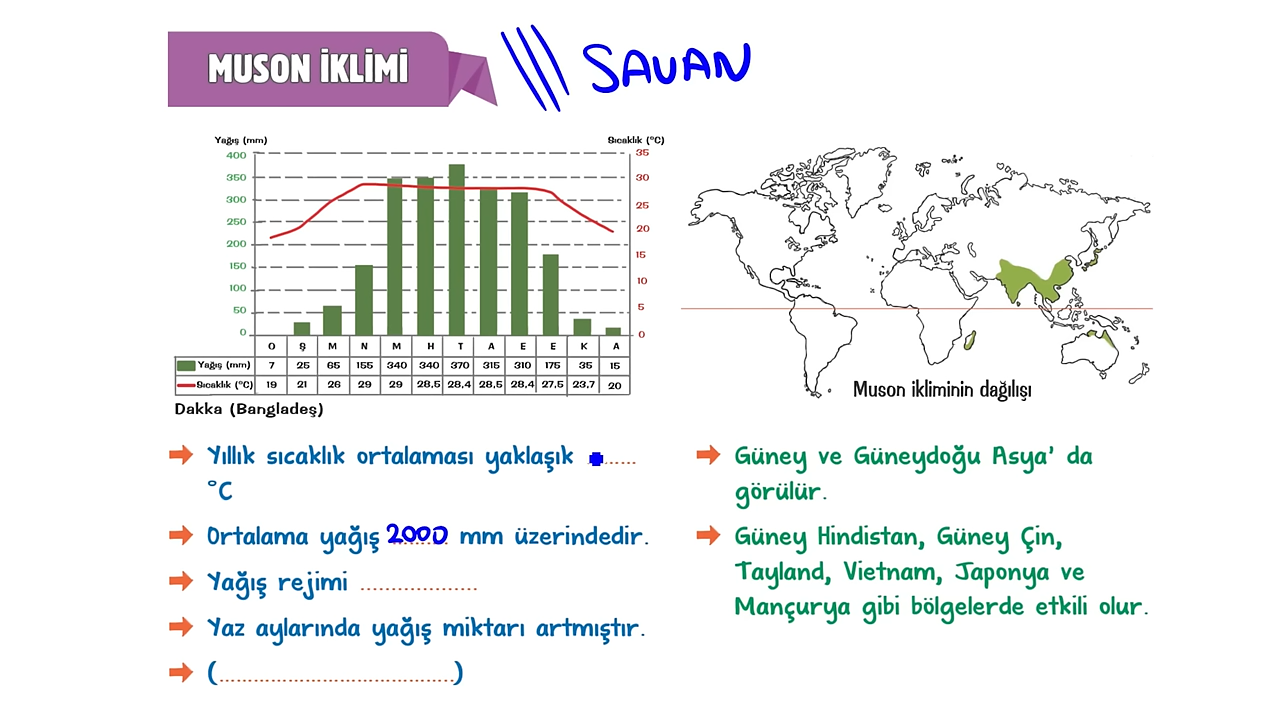 MUSON İKLİMİ
SAVAN
Yağış (mm)
Sıcaklık (°C)
400
350
300
250
200
150
100
50
0
35
30
25
20
15
10
5
0
O Ş M N M H T A E E K A
Yağış (mm) 7 25 65 155 340 340 370 315 310 175 35 15
Sıcaklık (°C) 19 21 26 29 29 28,5 28,4 28,5 28,4 27,5 23,7 20
Dakka (Bangladeş)
Muson ikliminin dağılışı
Yıllık sıcaklık ortalaması yaklaşık ........
°C
Ortalama yağış 2000 mm üzerindedir.
Yağış rejimi ....................
Yaz aylarında yağış miktarı artmıştır.
(........................................)
Güney ve Güneydoğu Asya' da
görülür.
Güney Hindistan, Güney Çin,
Tayland, Vietnam, Japonya ve
Mançurya gibi bölgelerde etkili olur.